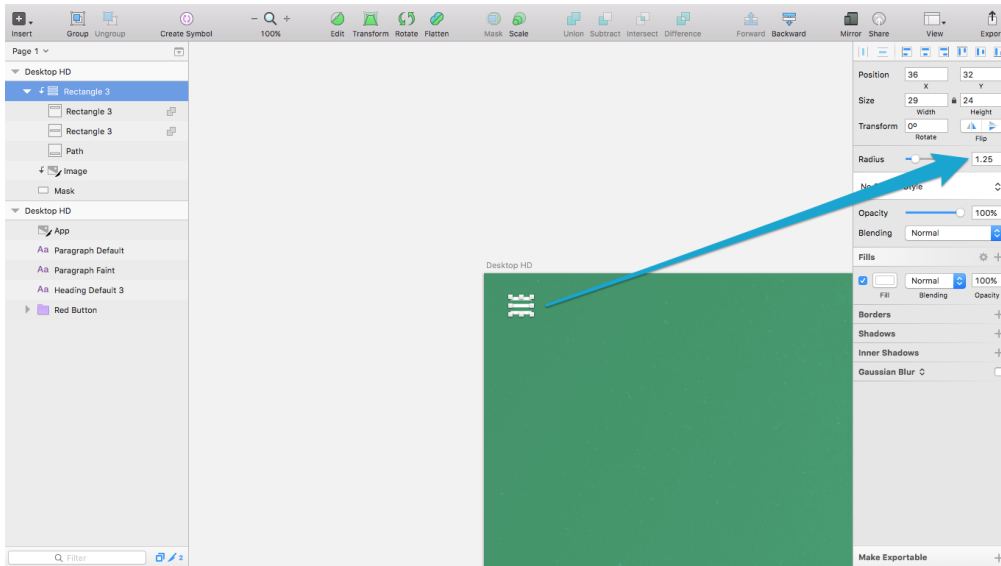 Insert Group Ungroup Create Symbol 100% Edit Transform Rotate Flatten Mask Scale Union Subtract Intersect Difference Forward Backward Mirror Share View Expor
Page 1
Desktop HD
Rectangle 3
Rectangle 3
Rectangle 3
Path
Image
Mask
Desktop HD
App
Aa Paragraph Default
Aa Paragraph Faint
Aa Heading Default 3
Red Button
Filter 2
Desktop HD
Position 36 32
X Y
Size 29 24
Width Height
Transform 0º
Rotate Flip
Radius 1.25
Opacity 100%
Blending Normal
Fills
Normal 100%
Fill Blending Opacity
Borders
Shadows
Inner Shadows
Gaussian Blur
Make Exportable